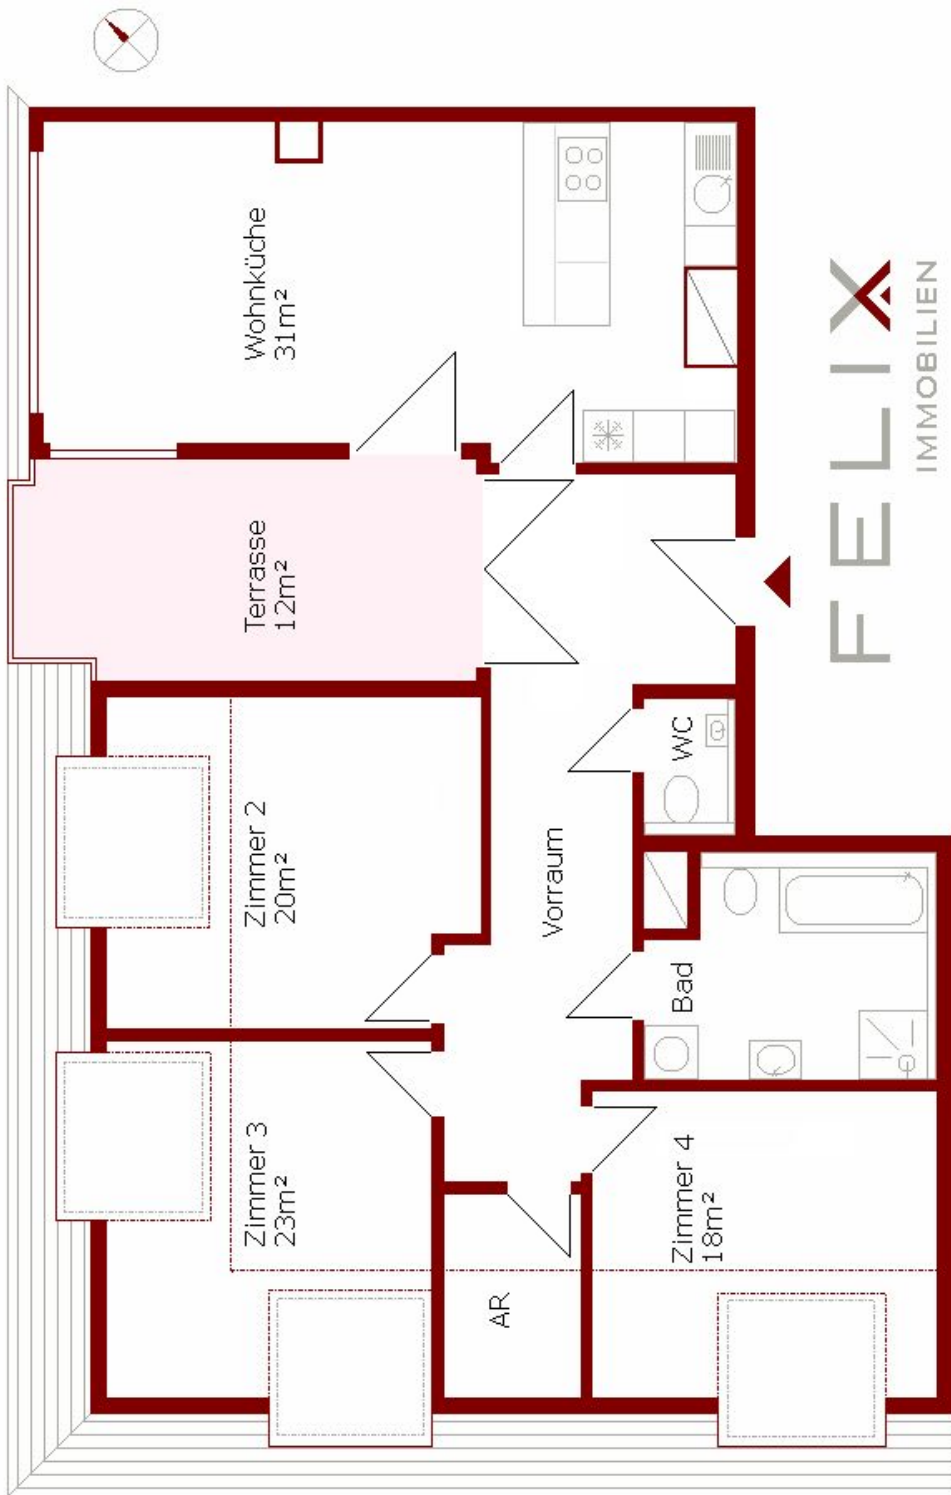 Wohnküche
31m²
Terrasse
12m²
Zimmer 2
20m²
Zimmer 3
23m²
Vorraum
WC
Bad
AR
Zimmer 4
18m²
FELIX
IMMOBILIEN